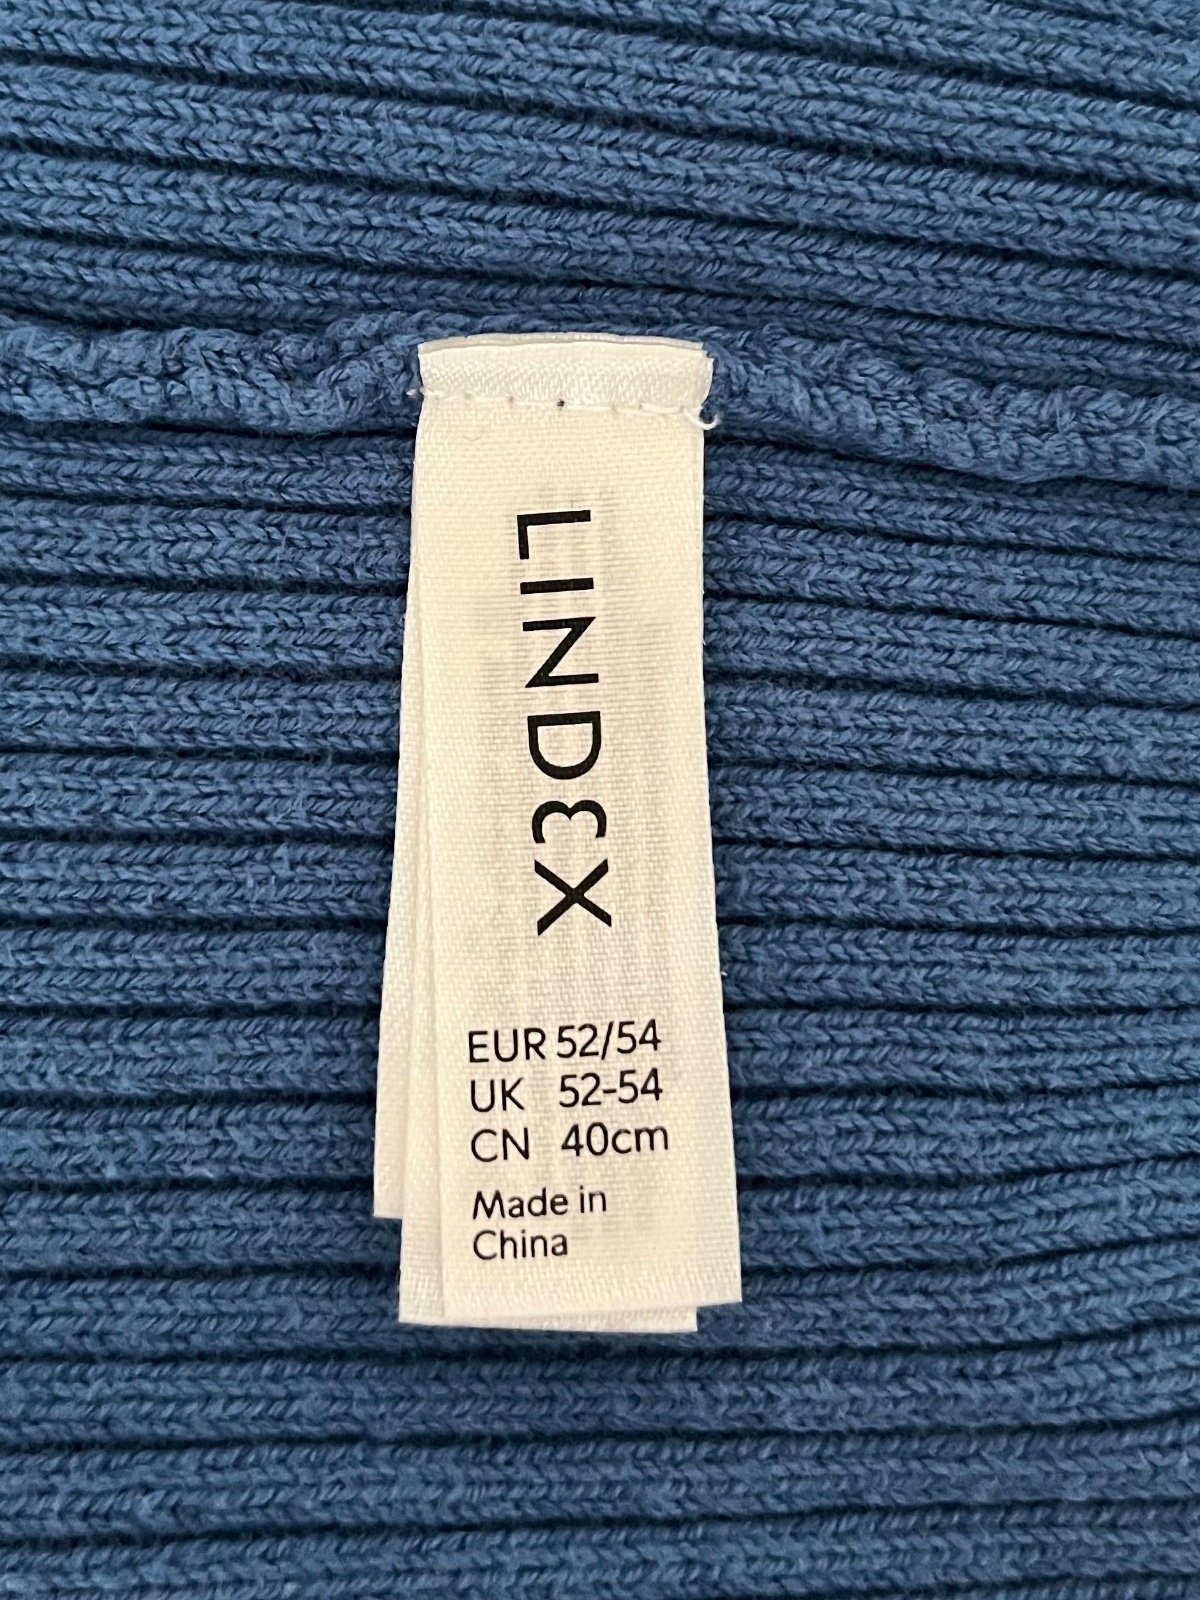 LINDEX
EUR 52/54
UK 52-54
CN 40cm
Made in
China